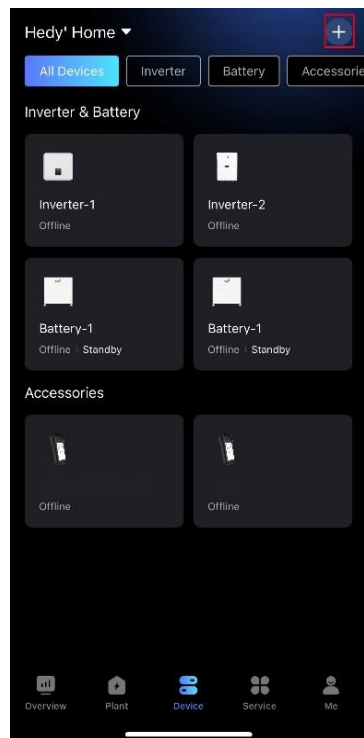 Hedy' Home
All Devices Inverter Battery Accessorie
Inverter & Battery
Inverter-1 Inverter-2
Offline Offline
Battery-1 Battery-1
Offline | Standby Offline | Standby
Accessories
Offline Offline
Overview Plant Device Service Me